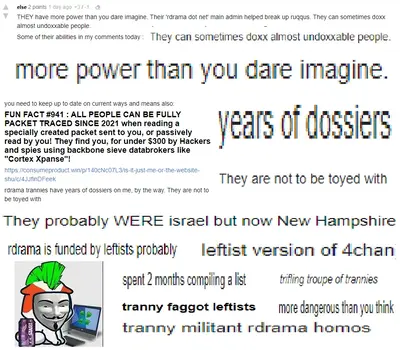 else 2 points 1 day ago +3 / -1
THEY have more power than you dare imagine. Their 'rdrama dot net' main admin helped break up ruqqus. They can sometimes doxx
almost undoxxable people.
Some of their abilities in my comments today :
They can sometimes doxx almost undoxxable people.
more power than you dare imagine.
you need to keep up to date on current ways and means also:
FUN FACT #941 : ALL PEOPLE CAN BE FULLY
PACKET TRACED SINCE 2021 when reading a
specially created packet sent to you, or passively
read by you! They find you, for under $300 by Hackers
and spies using backbone sieve databrokers like
"Cortex Xpanse"!
https://consumeproduct.win/p/140cNc07L3/is-it-just-me-or-the-website-
shu/c/4JJfinDFeek
rdrama trannies have years of dossiers on me, by the way. They are not to
be toyed with
years of dossiers
They are not to be toyed with
They probably WERE israel but now New Hampshire
rdrama is funded by leftists probably
leftist version of 4chan
spent 2 months compiling a list
trifling troupe of trannies
tranny faggot leftists
more dangerous than you think
tranny militant rdrama homos